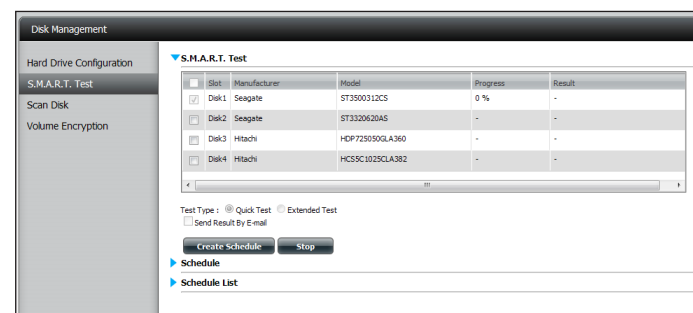 Disk Management
Hard Drive Configuration
S.M.A.R.T. Test
Scan Disk
Volume Encryption
S.M.A.R.T. Test
Slot Manufacturer Model Progress Result
Disk1 Seagate ST3500312CS 0 % -
Disk2 Seagate ST3320620AS - -
Disk3 Hitachi HDP725050GLA360 - -
Disk4 Hitachi HCS5C1025CLA382 - -
Test Type : Quick Test Extended Test
Send Result By E-mail
Create Schedule Stop
Schedule
Schedule List